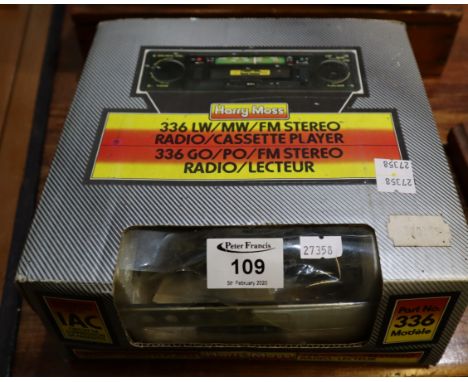 Harry Moss
336 LW/MW/FM STEREO
RADIO/CASSETTE PLAYER
336 GO/PO/FM STEREO
RADIO/LECTEUR
27358
27358
Peter Francis
109
5th February 2020
27358
IAC
Part No.
336
Modèle